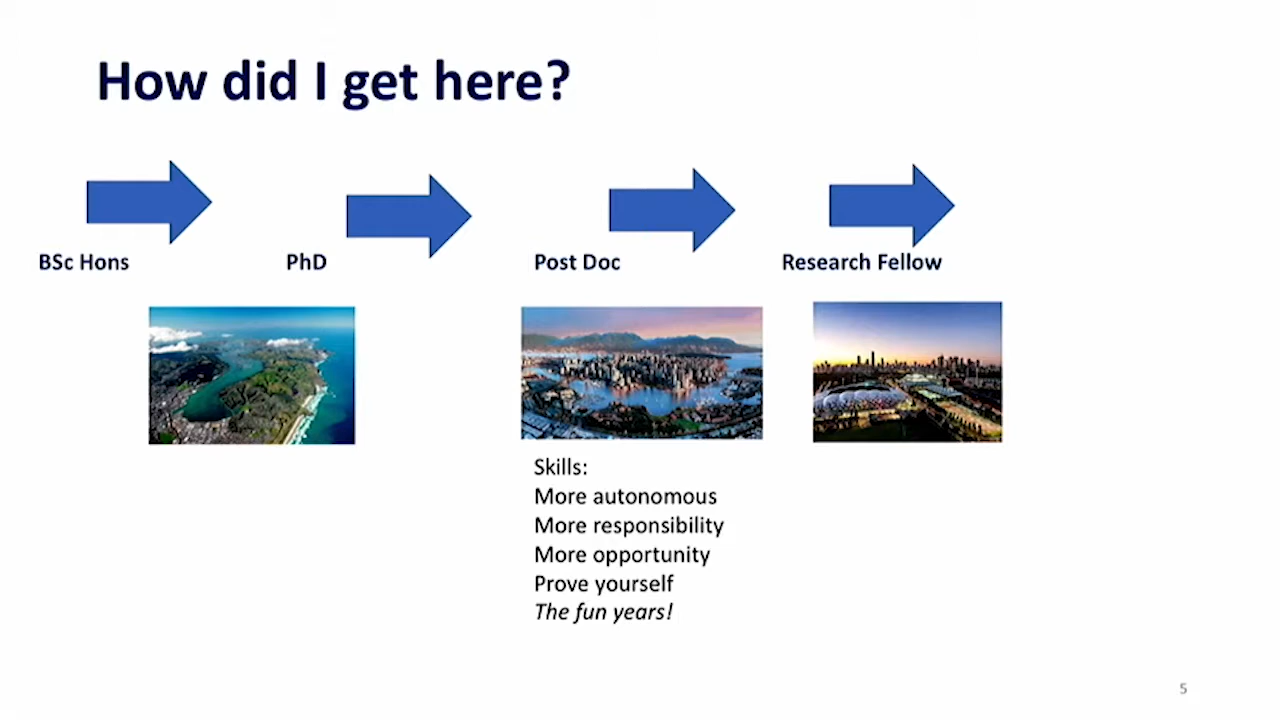 How did I get here?
BSc Hons
PhD
Post Doc
Research Fellow
Skills:
More autonomous
More responsibility
More opportunity
Prove yourself
The fun years!
5